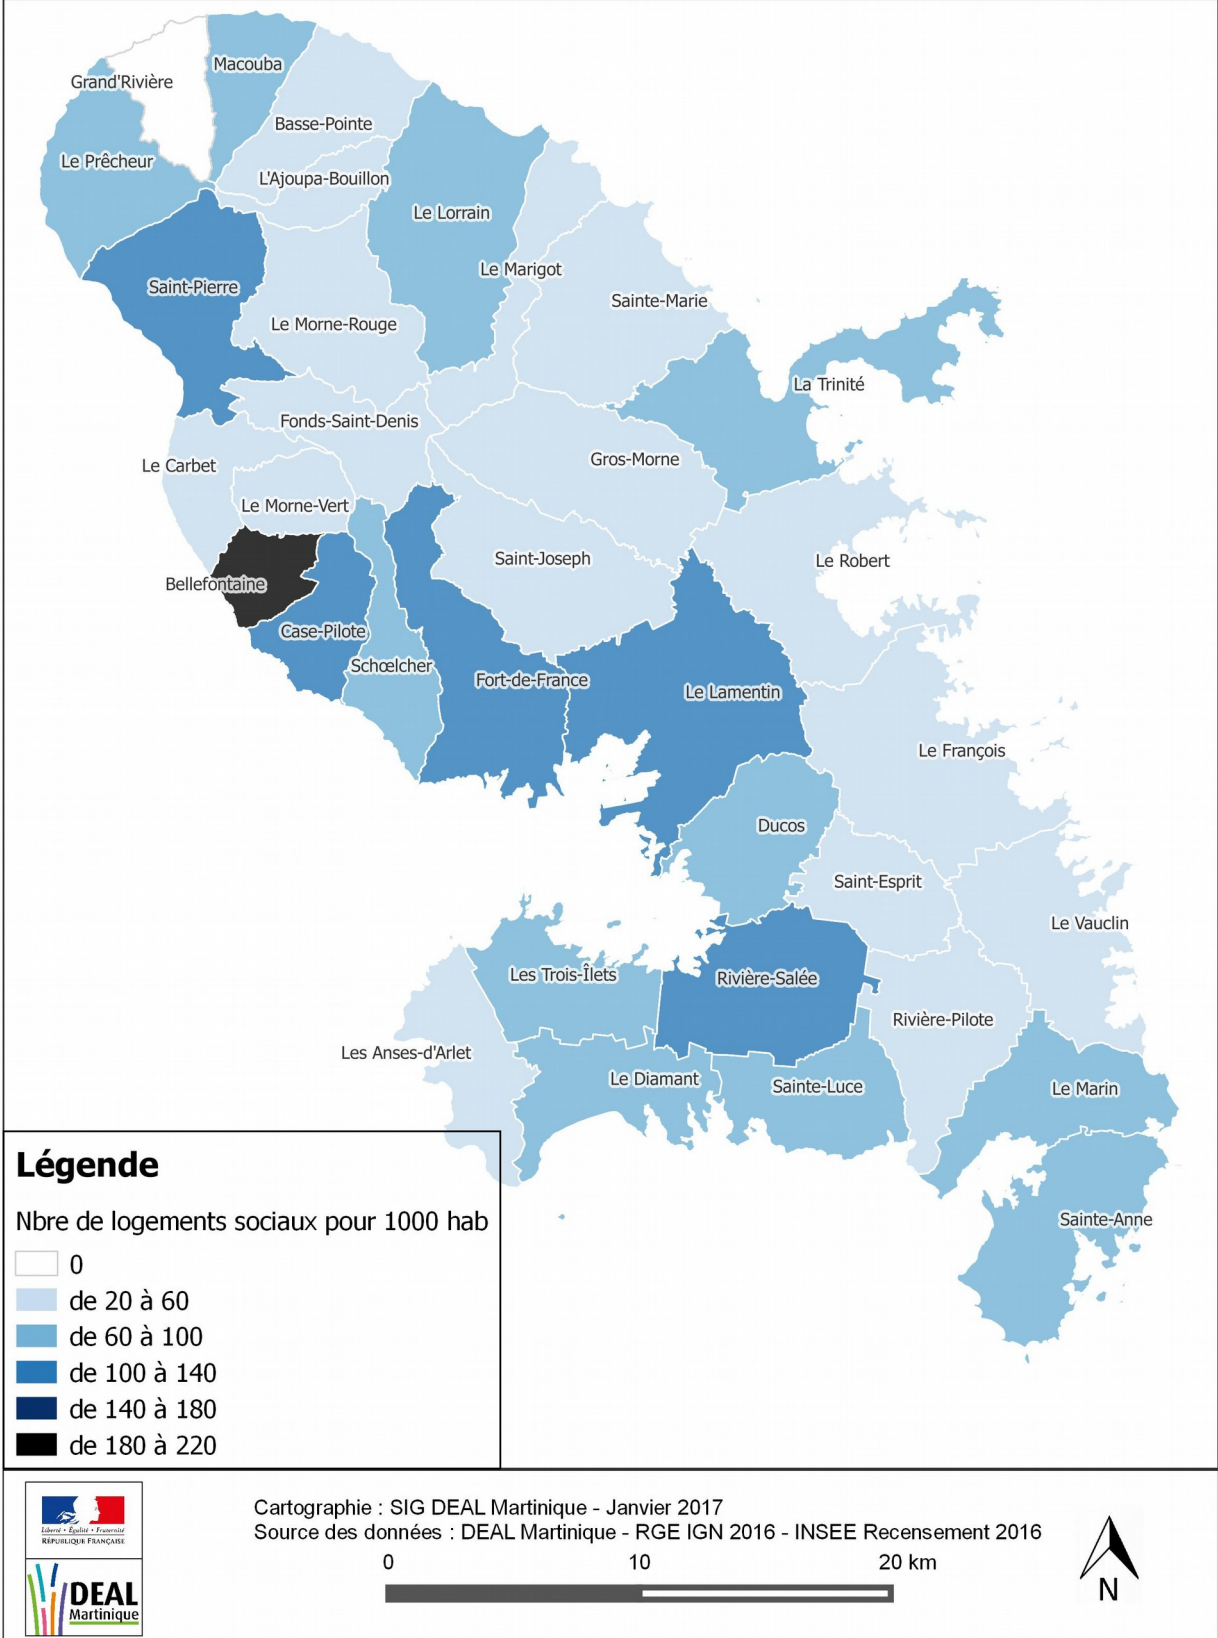 Macouba
Grand'Rivière
Basse-Pointe
Le Prêcheur
L'Ajoupa-Bouillon
Le Lorrain
Le Marigot
Saint-Pierre
Sainte-Marie
Le Morne-Rouge
La Trinité
Fonds-Saint-Denis
Gros-Morne
Le Carbet
Le Morne-Vert
Saint-Joseph
Le Robert
Bellefontaine
Case-Pilote
Schœlcher
Fort-de-France
Le Lamentin
Le François
Ducos
Saint-Esprit
Le Vauclin
Les Trois-Îlets
Rivière-Salée
Rivière-Pilote
Les Anses-d'Arlet
Le Diamant
Sainte-Luce
Le Marin
Sainte-Anne
Légende
Nbre de logements sociaux pour 1000 hab
0
de 20 à 60
de 60 à 100
de 100 à 140
de 140 à 180
de 180 à 220
Liberté • Égalité • Fraternité
RÉPUBLIQUE FRANÇAISE
DEAL
Martinique
Cartographie : SIG DEAL Martinique - Janvier 2017
Source des données : DEAL Martinique - RGE IGN 2016 - INSEE Recensement 2016
0 10 20 km
N